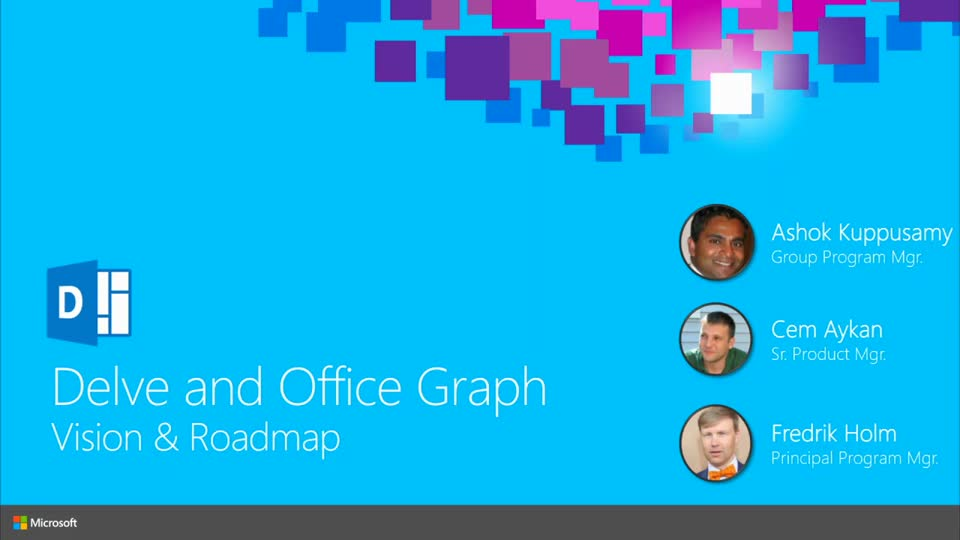 D
Delve and Office Graph
Vision & Roadmap
Ashok Kuppusamy
Group Program Mgr.
Cem Aykan
Sr. Product Mgr.
Fredrik Holm
Principal Program Mgr.
Microsoft